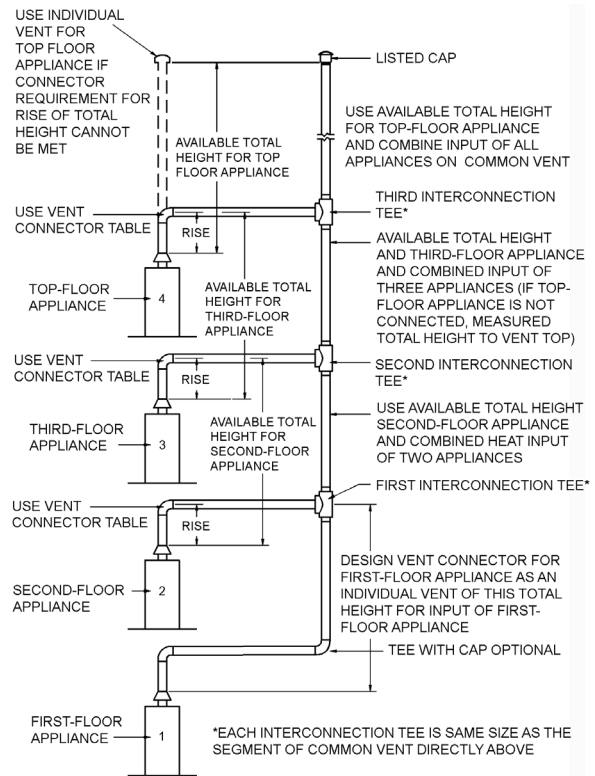 USE INDIVIDUAL
VENT FOR
TOP FLOOR
APPLIANCE IF
CONNECTOR
REQUIREMENT FOR
RISE OF TOTAL
HEIGHT CANNOT
BE MET
LISTED CAP
USE AVAILABLE TOTAL HEIGHT
FOR TOP-FLOOR APPLIANCE
AND COMBINE INPUT OF ALL
APPLIANCES ON COMMON VENT
AVAILABLE TOTAL
HEIGHT FOR TOP
FLOOR APPLIANCE
THIRD INTERCONNECTION
TEE*
USE VENT
CONNECTOR TABLE
RISE
AVAILABLE TOTAL HEIGHT
AND THIRD-FLOOR APPLIANCE
AND COMBINED INPUT OF
THREE APPLIANCES (IF TOP-
FLOOR APPLIANCE IS NOT
CONNECTED, MEASURED
TOTAL HEIGHT TO VENT TOP)
TOP-FLOOR
APPLIANCE
4
AVAILABLE TOTAL
HEIGHT FOR
THIRD-FLOOR
APPLIANCE
USE VENT
CONNECTOR TABLE
RISE
SECOND INTERCONNECTION
TEE*
THIRD-FLOOR
APPLIANCE
3
AVAILABLE TOTAL
HEIGHT FOR
SECOND-FLOOR
APPLIANCE
USE AVAILABLE TOTAL HEIGHT
SECOND-FLOOR APPLIANCE
AND COMBINED HEAT INPUT
OF TWO APPLIANCES
FIRST INTERCONNECTION TEE*
USE VENT
CONNECTOR TABLE
RISE
SECOND-FLOOR
APPLIANCE
2
DESIGN VENT CONNECTOR FOR
FIRST-FLOOR APPLIANCE AS AN
INDIVIDUAL VENT OF THIS TOTAL
HEIGHT FOR INPUT OF FIRST-
FLOOR APPLIANCE
TEE WITH CAP OPTIONAL
FIRST-FLOOR
APPLIANCE
1
*EACH INTERCONNECTION TEE IS SAME SIZE AS THE
SEGMENT OF COMMON VENT DIRECTLY ABOVE